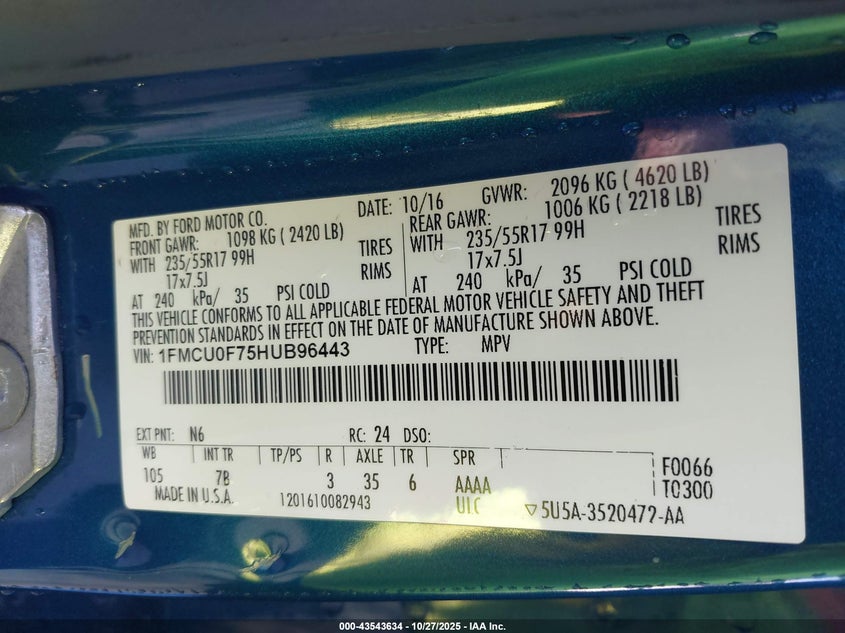 MFD. BY FORD MOTOR CO.
DATE: 10/16 GVWR: 2096 KG ( 4620 LB)
FRONT GAWR: 1098 KG ( 2420 LB)
REAR GAWR: 1006 KG ( 2218 LB)
WITH 235/55R17 99H TIRES
WITH 235/55R17 99H TIRES
17x7.5J RIMS
17x7.5J RIMS
AT 240 kPa/ 35 PSI COLD
AT 240 kPa/ 35 PSI COLD
THIS VEHICLE CONFORMS TO ALL APPLICABLE FEDERAL MOTOR VEHICLE SAFETY AND THEFT
PREVENTION STANDARDS IN EFFECT ON THE DATE OF MANUFACTURE SHOWN ABOVE.
VIN: 1FMCU0F75HUB96443 TYPE: MPV
EXT PNT: N6 RC: 24 DSO:
WB INT TR TP/PS R AXLE TR SPR
105 7B 3 35 6 AAAA
F0066
T0300
MADE IN U.S.A. 1201610082943 ULC
▽5U5A-3520472-AA
000-43543634 - 10/27/2025 - IAA Inc.